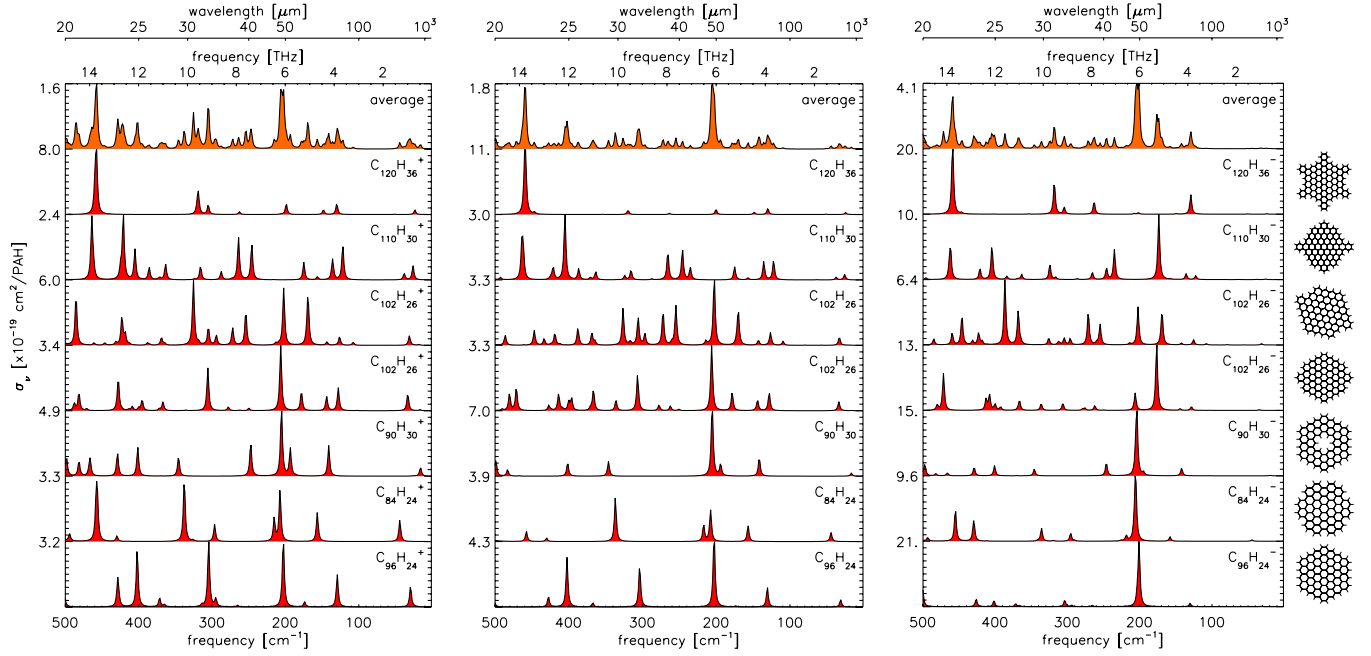 wavelength [μm] wavelength [μm] wavelength [μm]
20 25 30 40 50 100 10³ 20 25 30 40 50 100 10³ 20 25 30 40 50 100 10³
frequency [THz] frequency [THz] frequency [THz]
14 12 10 8 6 4 2 14 12 10 8 6 4 2 14 12 10 8 6 4 2
1.6 average 1.8 average 4.1 average
8.0 C₁₂₀H₃₆⁺ 11. C₁₂₀H₃₆ 20. C₁₂₀H₃₆⁻
2.4 C₁₁₀H₃₀⁺ 3.0 C₁₁₀H₃₀ 10. C₁₁₀H₃₀⁻
6.0 C₁₀₂H₂₆⁺ 3.3 C₁₀₂H₂₆ 6.4 C₁₀₂H₂₆⁻
3.4 C₁₀₂H₂₆⁺ 3.3 C₁₀₂H₂₆ 13. C₁₀₂H₂₆⁻
4.9 C₉₀H₃₀⁺ 7.0 C₉₀H₃₀ 15. C₉₀H₃₀⁻
3.3 C₈₄H₂₄⁺ 3.9 C₈₄H₂₄ 9.6 C₈₄H₂₄⁻
3.2 C₉₆H₂₄⁺ 4.3 C₉₆H₂₄ 21. C₉₆H₂₄⁻
σᵥ [x10⁻¹⁹ cm²/PAH]
500 400 300 200 100 500 400 300 200 100 500 400 300 200 100
frequency [cm⁻¹] frequency [cm⁻¹] frequency [cm⁻¹]